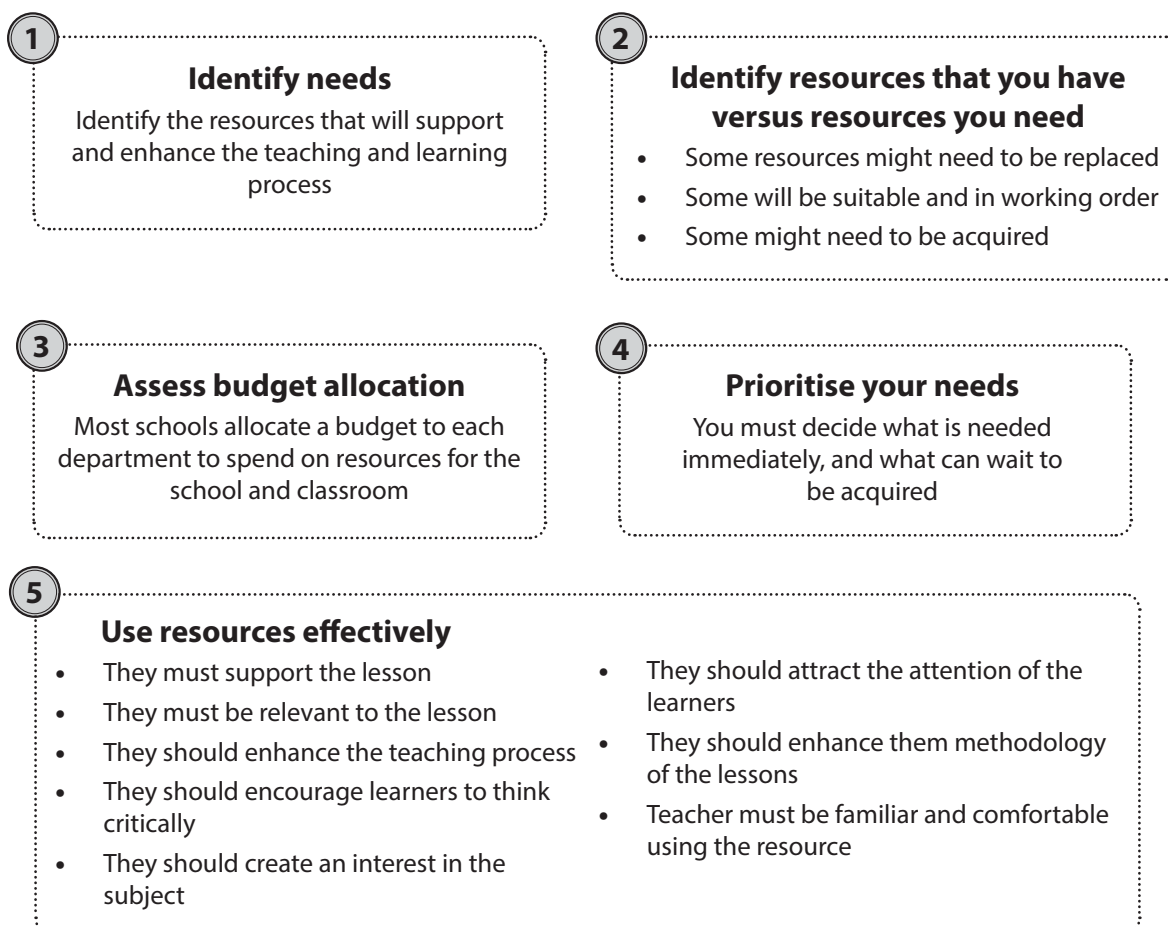 1
Identify needs
Identify the resources that will support
and enhance the teaching and learning
process
2
Identify resources that you have
versus resources you need
• Some resources might need to be replaced
• Some will be suitable and in working order
• Some might need to be acquired
3
Assess budget allocation
Most schools allocate a budget to each
department to spend on resources for the
school and classroom
4
Prioritise your needs
You must decide what is needed
immediately, and what can wait to
be acquired
5
Use resources effectively
• They must support the lesson
• They must be relevant to the lesson
• They should enhance the teaching process
• They should encourage learners to think
critically
• They should create an interest in the
subject
• They should attract the attention of the
learners
• They should enhance them methodology
of the lessons
• Teacher must be familiar and comfortable
using the resource